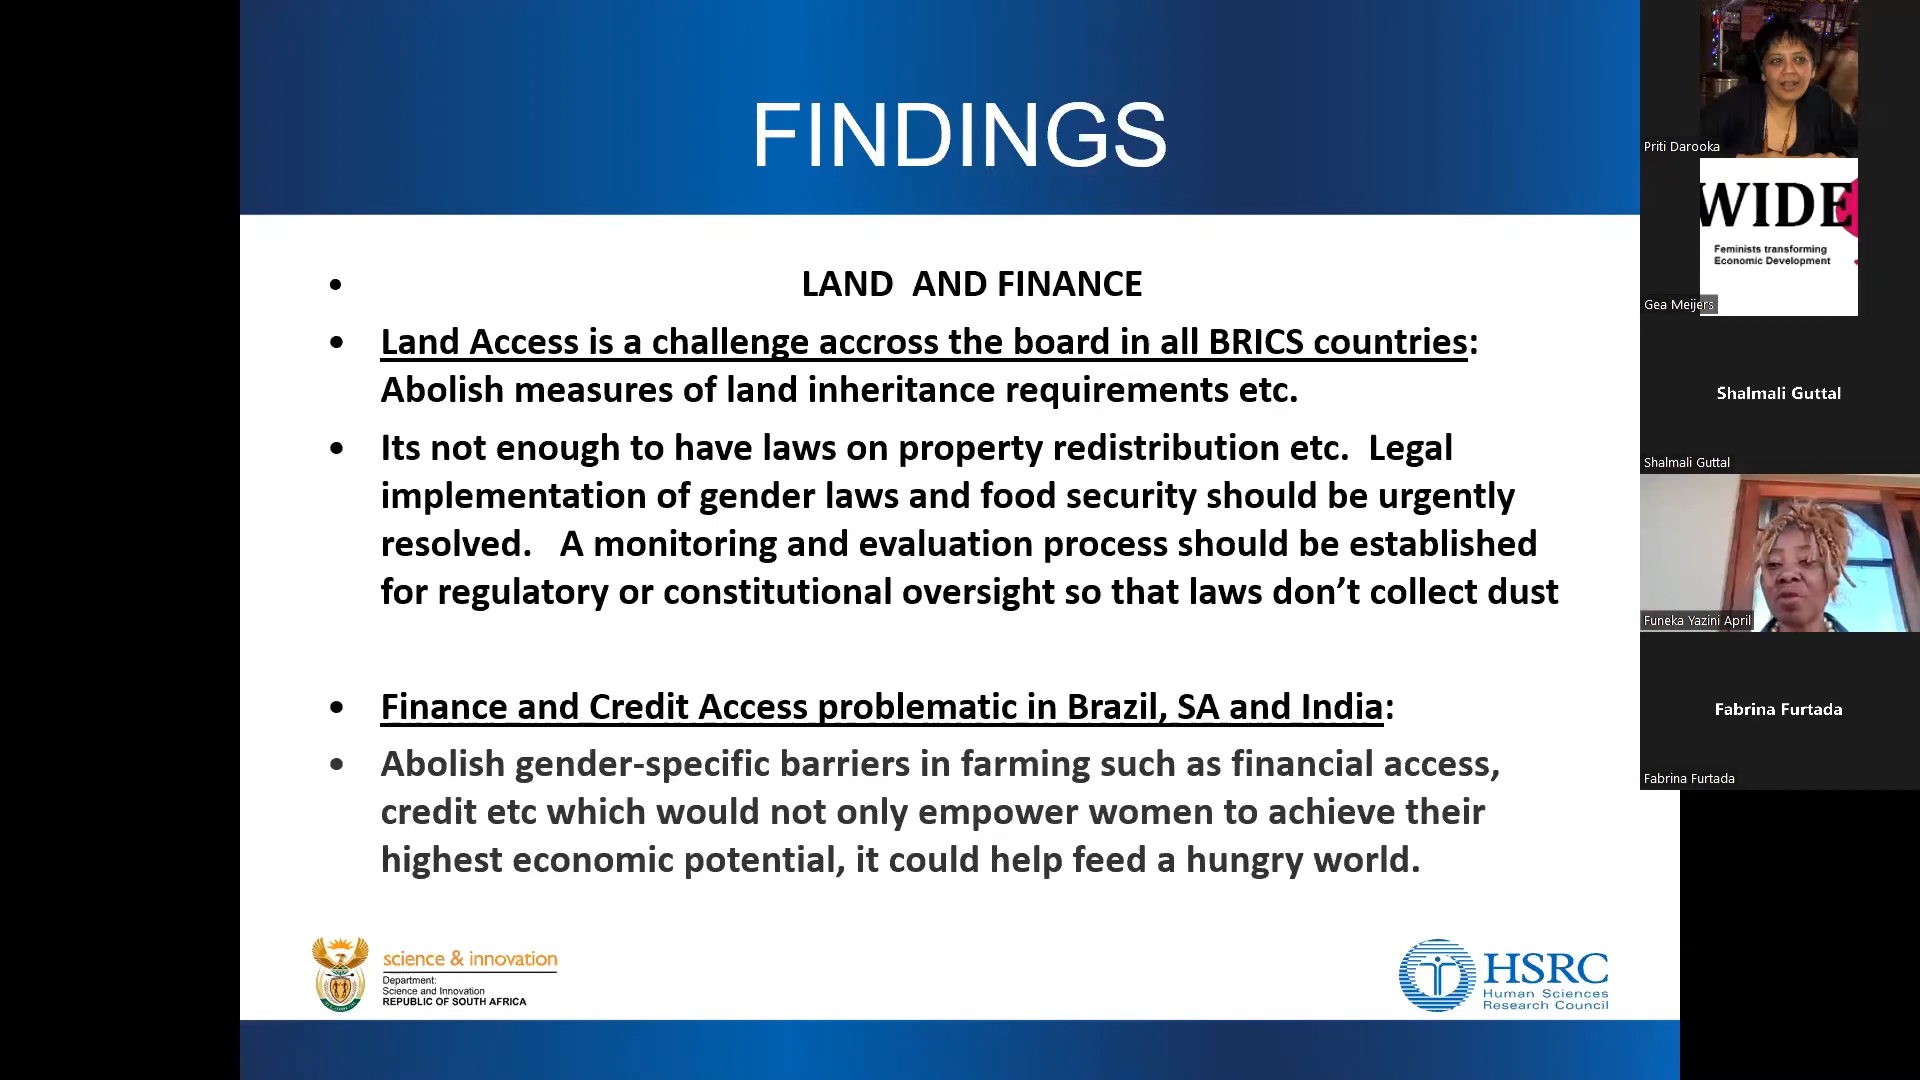 FINDINGS
• LAND  AND FINANCE
• Land Access is a challenge accross the board in all BRICS countries:
Abolish measures of land inheritance requirements etc.
• Its not enough to have laws on property redistribution etc.  Legal
implementation of gender laws and food security should be urgently
resolved.   A monitoring and evaluation process should be established
for regulatory or constitutional oversight so that laws don’t collect dust
• Finance and Credit Access problematic in Brazil, SA and India:
• Abolish gender-specific barriers in farming such as financial access,
credit etc which would not only empower women to achieve their
highest economic potential, it could help feed a hungry world.
science & innovation
Department:
Science and Innovation
REPUBLIC OF SOUTH AFRICA
HSRC
Human Sciences
Research Council
Priti Darooka
WIDE
Feminists transforming
Economic Development
Gea Meijers
Shalmali Guttal
Shalmali Guttal
Funeka Yazini April
Fabrina Furtada
Fabrina Furtada